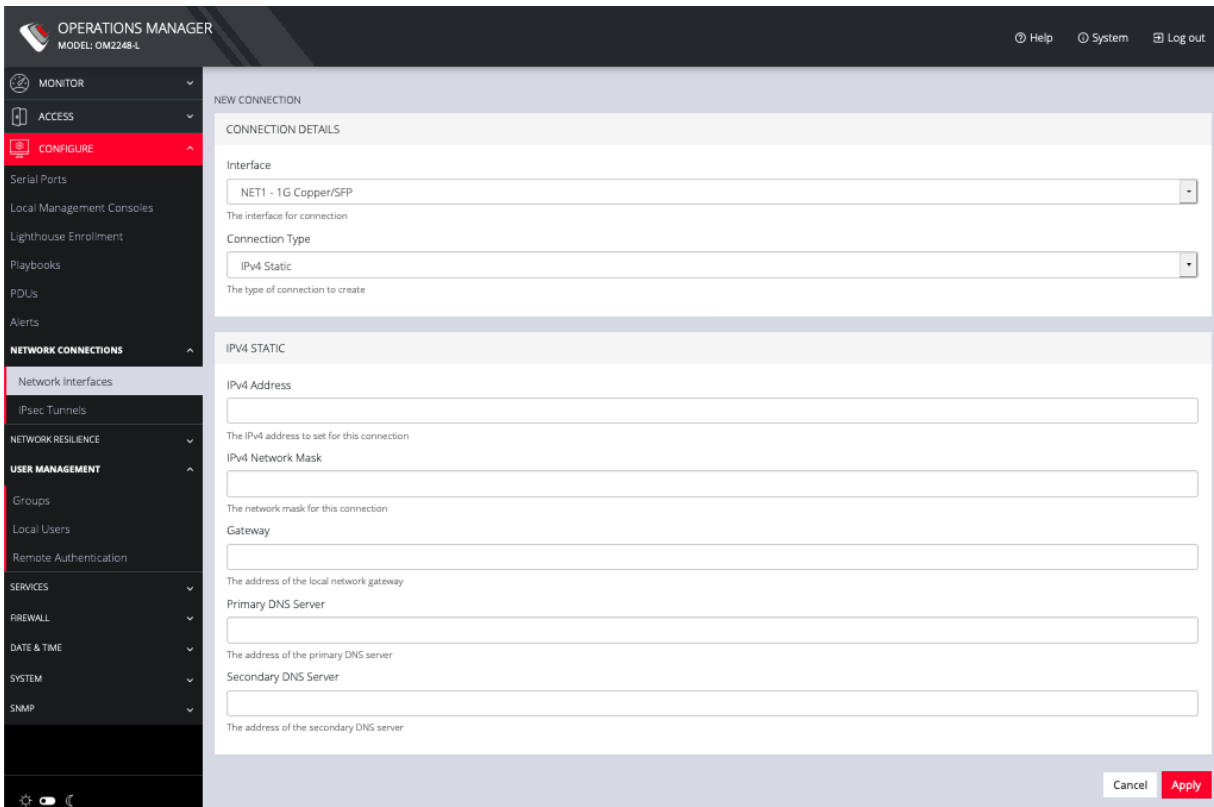 OPERATIONS MANAGER
MODEL: OM2248-L
Help
System
Log out
MONITOR
ACCESS
CONFIGURE
Serial Ports
Local Management Consoles
Lighthouse Enrollment
Playbooks
PDUs
Alerts
NETWORK CONNECTIONS
Network Interfaces
IPsec Tunnels
NETWORK RESILIENCE
USER MANAGEMENT
Groups
Local Users
Remote Authentication
SERVICES
FIREWALL
DATE & TIME
SYSTEM
SNMP
NEW CONNECTION
CONNECTION DETAILS
Interface
NET1 - 1G Copper/SFP
The interface for connection
Connection Type
IPv4 Static
The type of connection to create
IPV4 STATIC
IPv4 Address
The IPv4 address to set for this connection
IPv4 Network Mask
The network mask for this connection
Gateway
The address of the local network gateway
Primary DNS Server
The address of the primary DNS server
Secondary DNS Server
The address of the secondary DNS server
Cancel
Apply